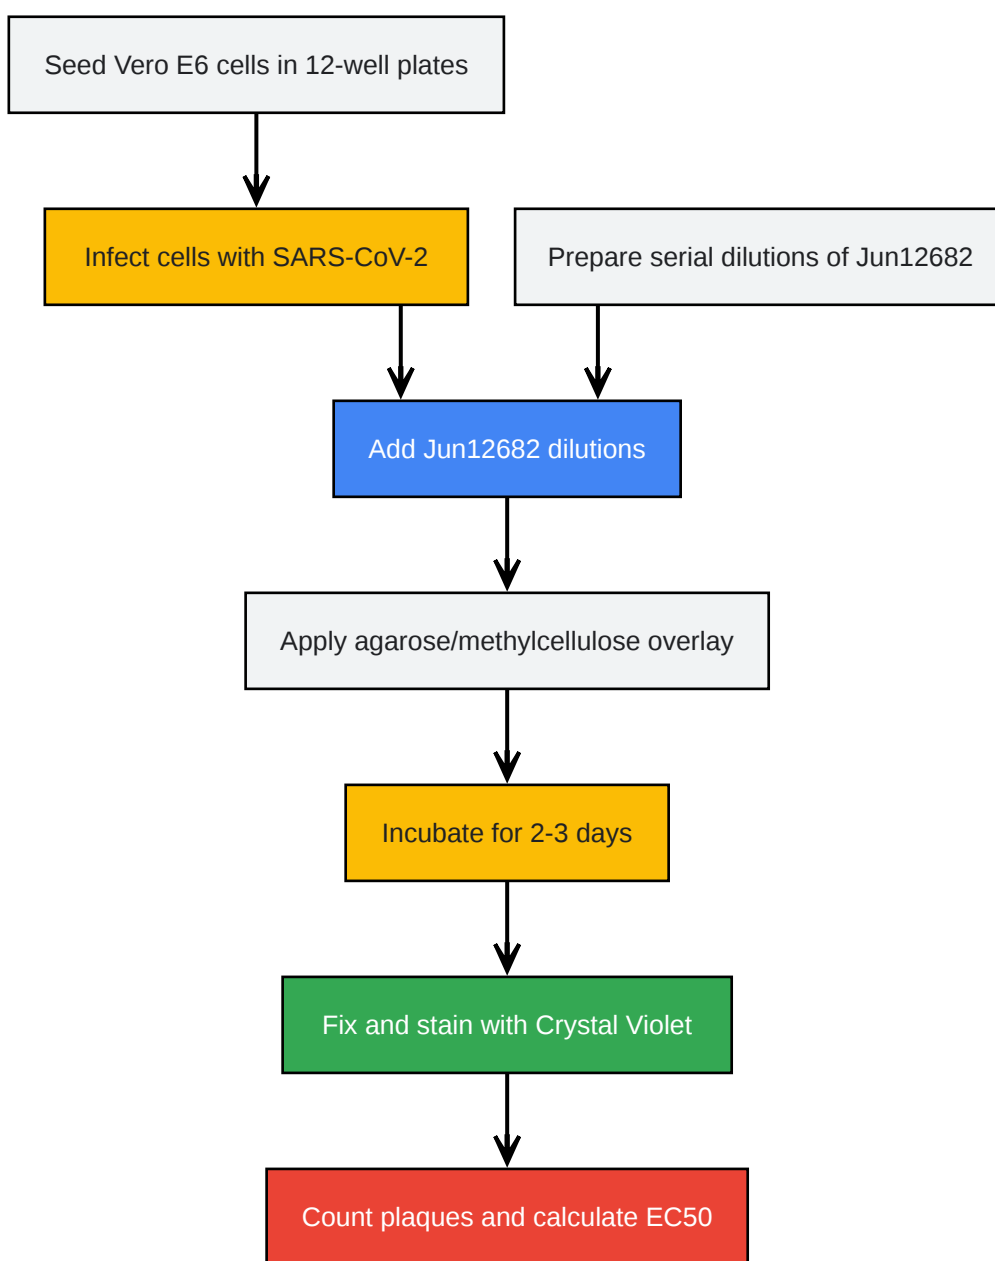 Seed Vero E6 cells in 12-well plates
Infect cells with SARS-CoV-2
Prepare serial dilutions of Jun12682
Add Jun12682 dilutions
Apply agarose/methylcellulose overlay
Incubate for 2-3 days
Fix and stain with Crystal Violet
Count plaques and calculate EC50